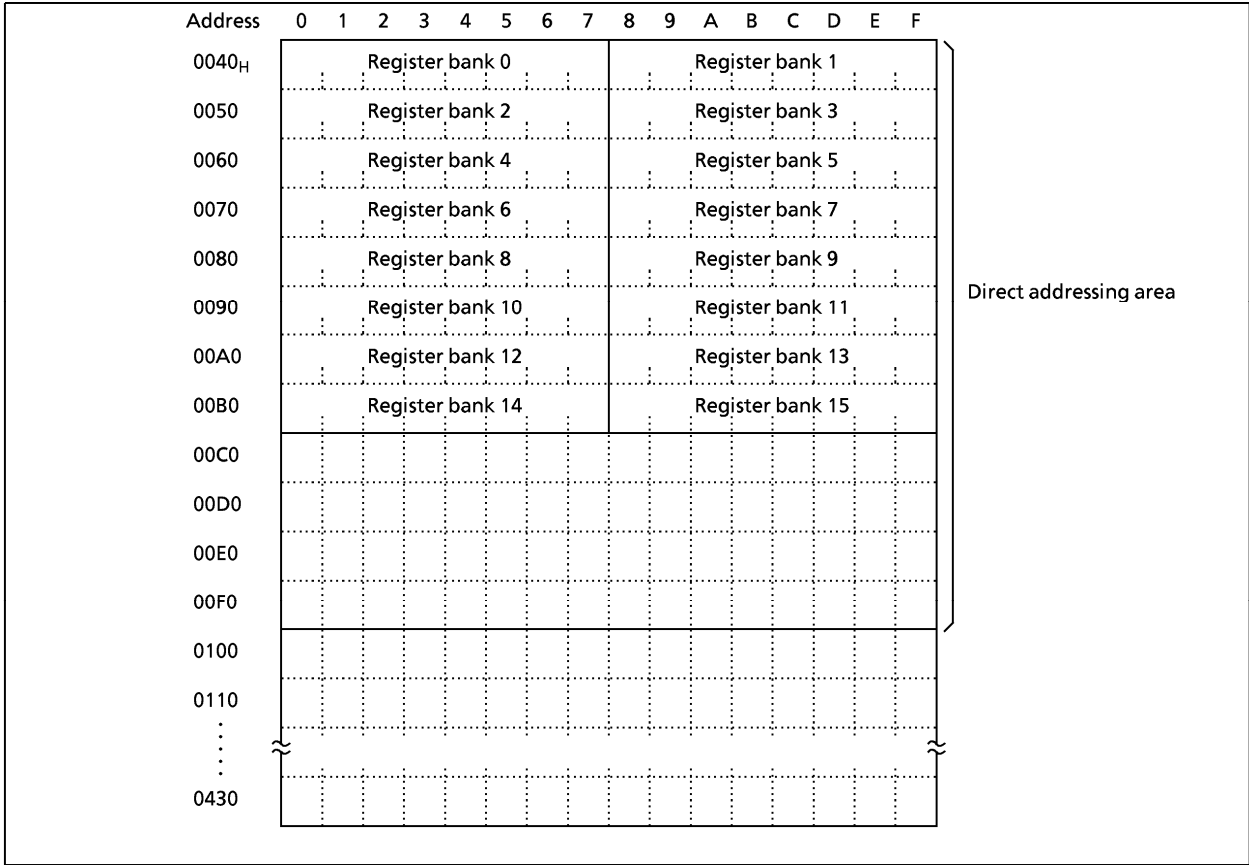 Address 0 1 2 3 4 5 6 7 8 9 A B C D E F
0040H Register bank 0 Register bank 1
0050 Register bank 2 Register bank 3
0060 Register bank 4 Register bank 5
0070 Register bank 6 Register bank 7
0080 Register bank 8 Register bank 9
Direct addressing area
0090 Register bank 10 Register bank 11
00A0 Register bank 12 Register bank 13
00B0 Register bank 14 Register bank 15
00C0
00D0
00E0
00F0
0100
0110
0430